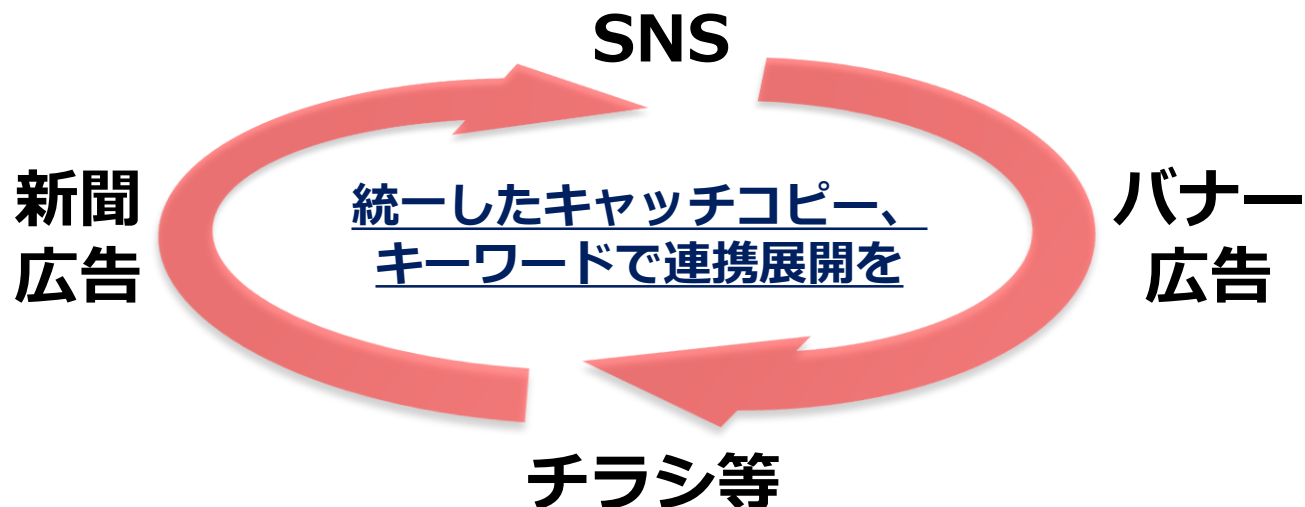 SNS
新聞
広告
統一したキャッチコピー、
キーワードで連携展開を
バナー
広告
チラシ等